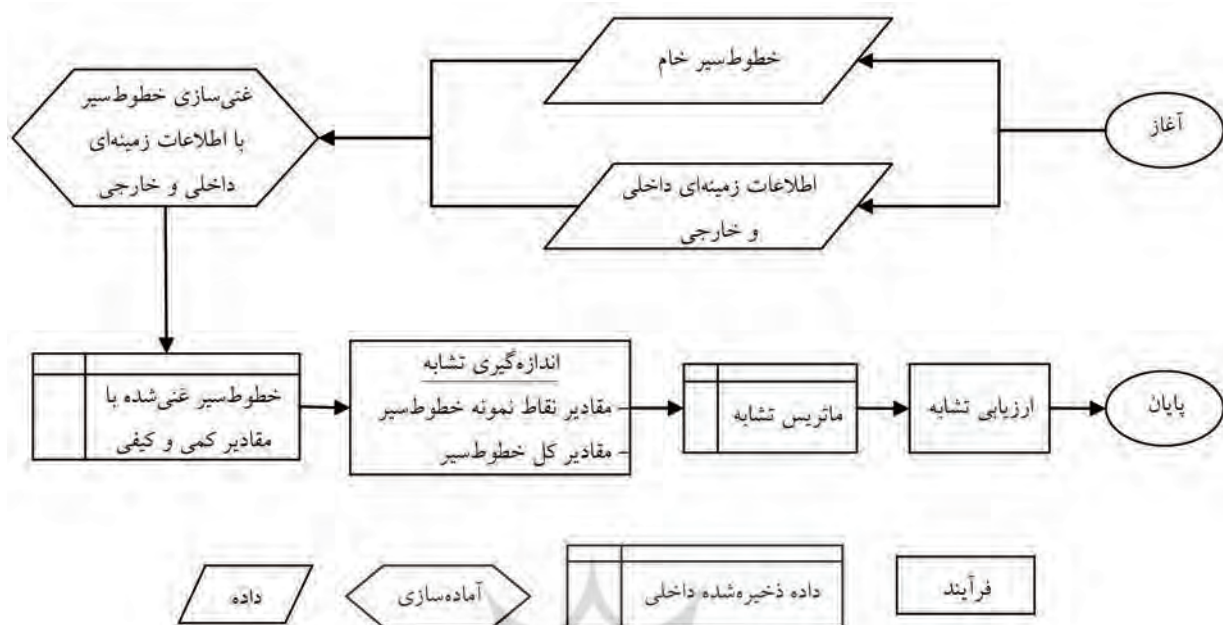 آغاز
خطوط‌سیر خام
اطلاعات زمینه‌ای داخلی
و خارجی
غنی‌سازی خطوط‌سیر
با اطلاعات زمینه‌ای
داخلی و خارجی
خطوط‌سیر غنی‌شده با
مقادیر کمی و کیفی
اندازه‌گیری تشابه
- مقادیر نقاط نمونه خطوط‌سیر
- مقادیر کل خطوط‌سیر
ماتریس تشابه
ارزیابی تشابه
پایان
فرآیند
داده ذخیره‌شده داخلی
آماده‌سازی
داده